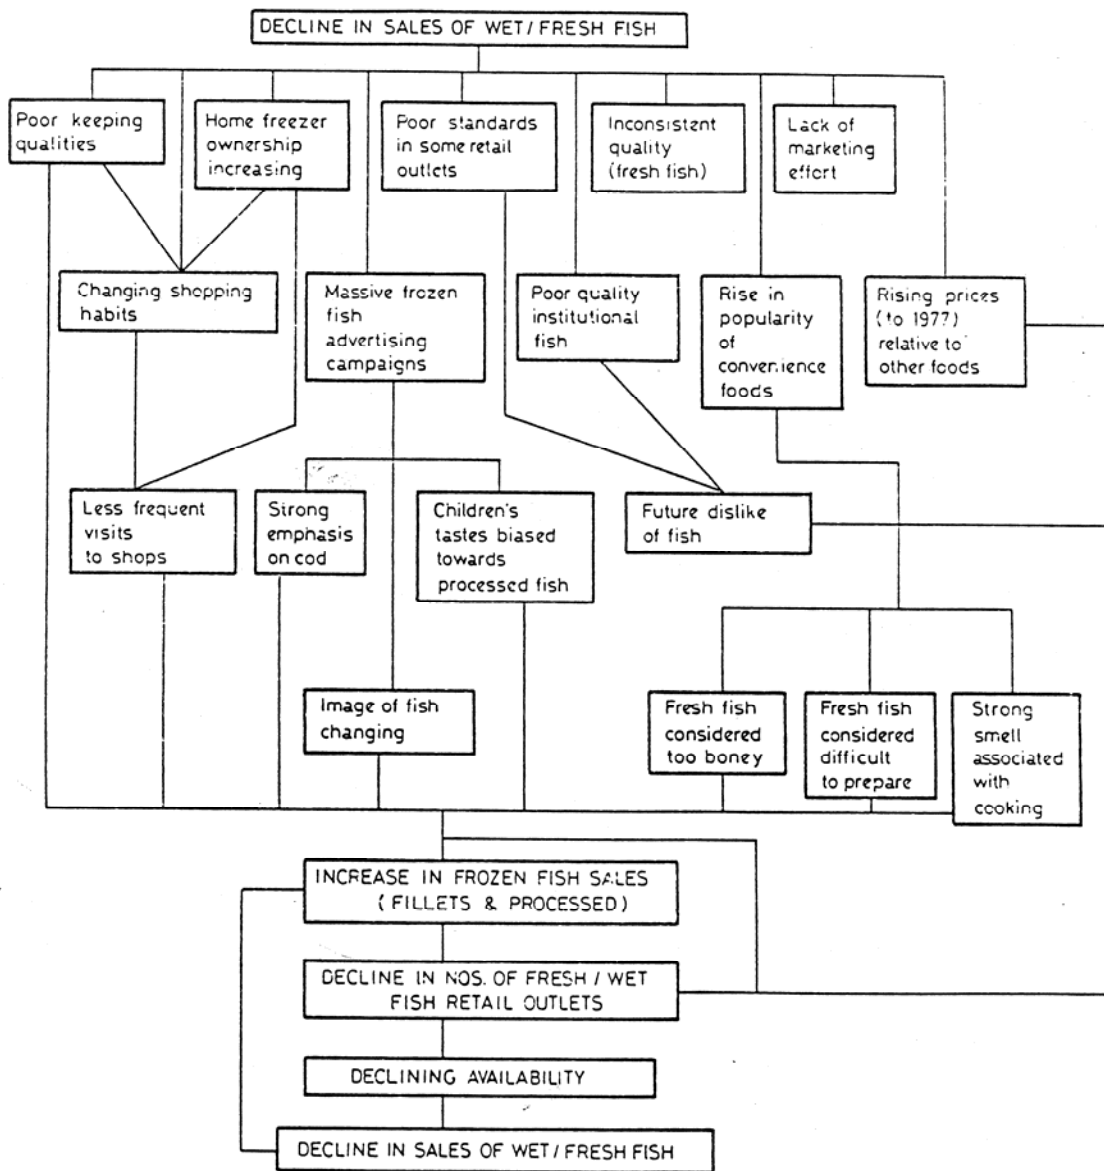 DECLINE IN SALES OF WET/FRESH FISH
Poor keeping
qualities
Home freezer
ownership
increasing
Poor standards
in some retail
outlets
Inconsistent
quality
(fresh fish)
Lack of
marketing
effort
Changing shopping
habits
Massive frozen
fish
advertising
campaigns
Poor quality
institutional
fish
Rise in
popularity
of
convenience
foods
Rising prices
(to 1977)
relative to
other foods
Less frequent
visits
to shops
Strong
emphasis
on cod
Children's
tastes biased
towards
processed fish
Future dislike
of fish
Image of fish
changing
Fresh fish
considered
too boney
Fresh fish
considered
difficult
to prepare
Strong
smell
associated
with
cooking
INCREASE IN FROZEN FISH SALES
(FILLETS & PROCESSED)
DECLINE IN NOS. OF FRESH / WET
FISH RETAIL OUTLETS
DECLINING AVAILABILITY
DECLINE IN SALES OF WET/FRESH FISH